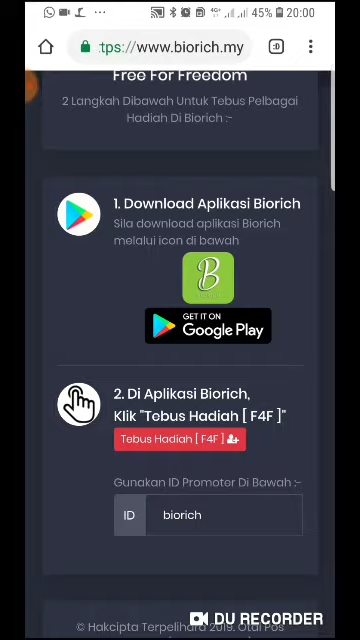 4G+
45% 20:00
:tps://www.biorich.my
:D
Free For Freedom
2 Langkah Dibawah Untuk Tebus Pelbagai
Hadiah Di Biorich :-
1. Download Aplikasi Biorich
Sila download aplikasi Biorich
melalui icon di bawah
B
GET IT ON
Google Play
2. Di Aplikasi Biorich,
Klik "Tebus Hadiah [ F4F ]"
Tebus Hadiah [ F4F ]
Gunakan ID Promoter Di Bawah :-
ID biorich
© Hakcipta Terpelihara 2019. Otai Pos
DU RECORDER